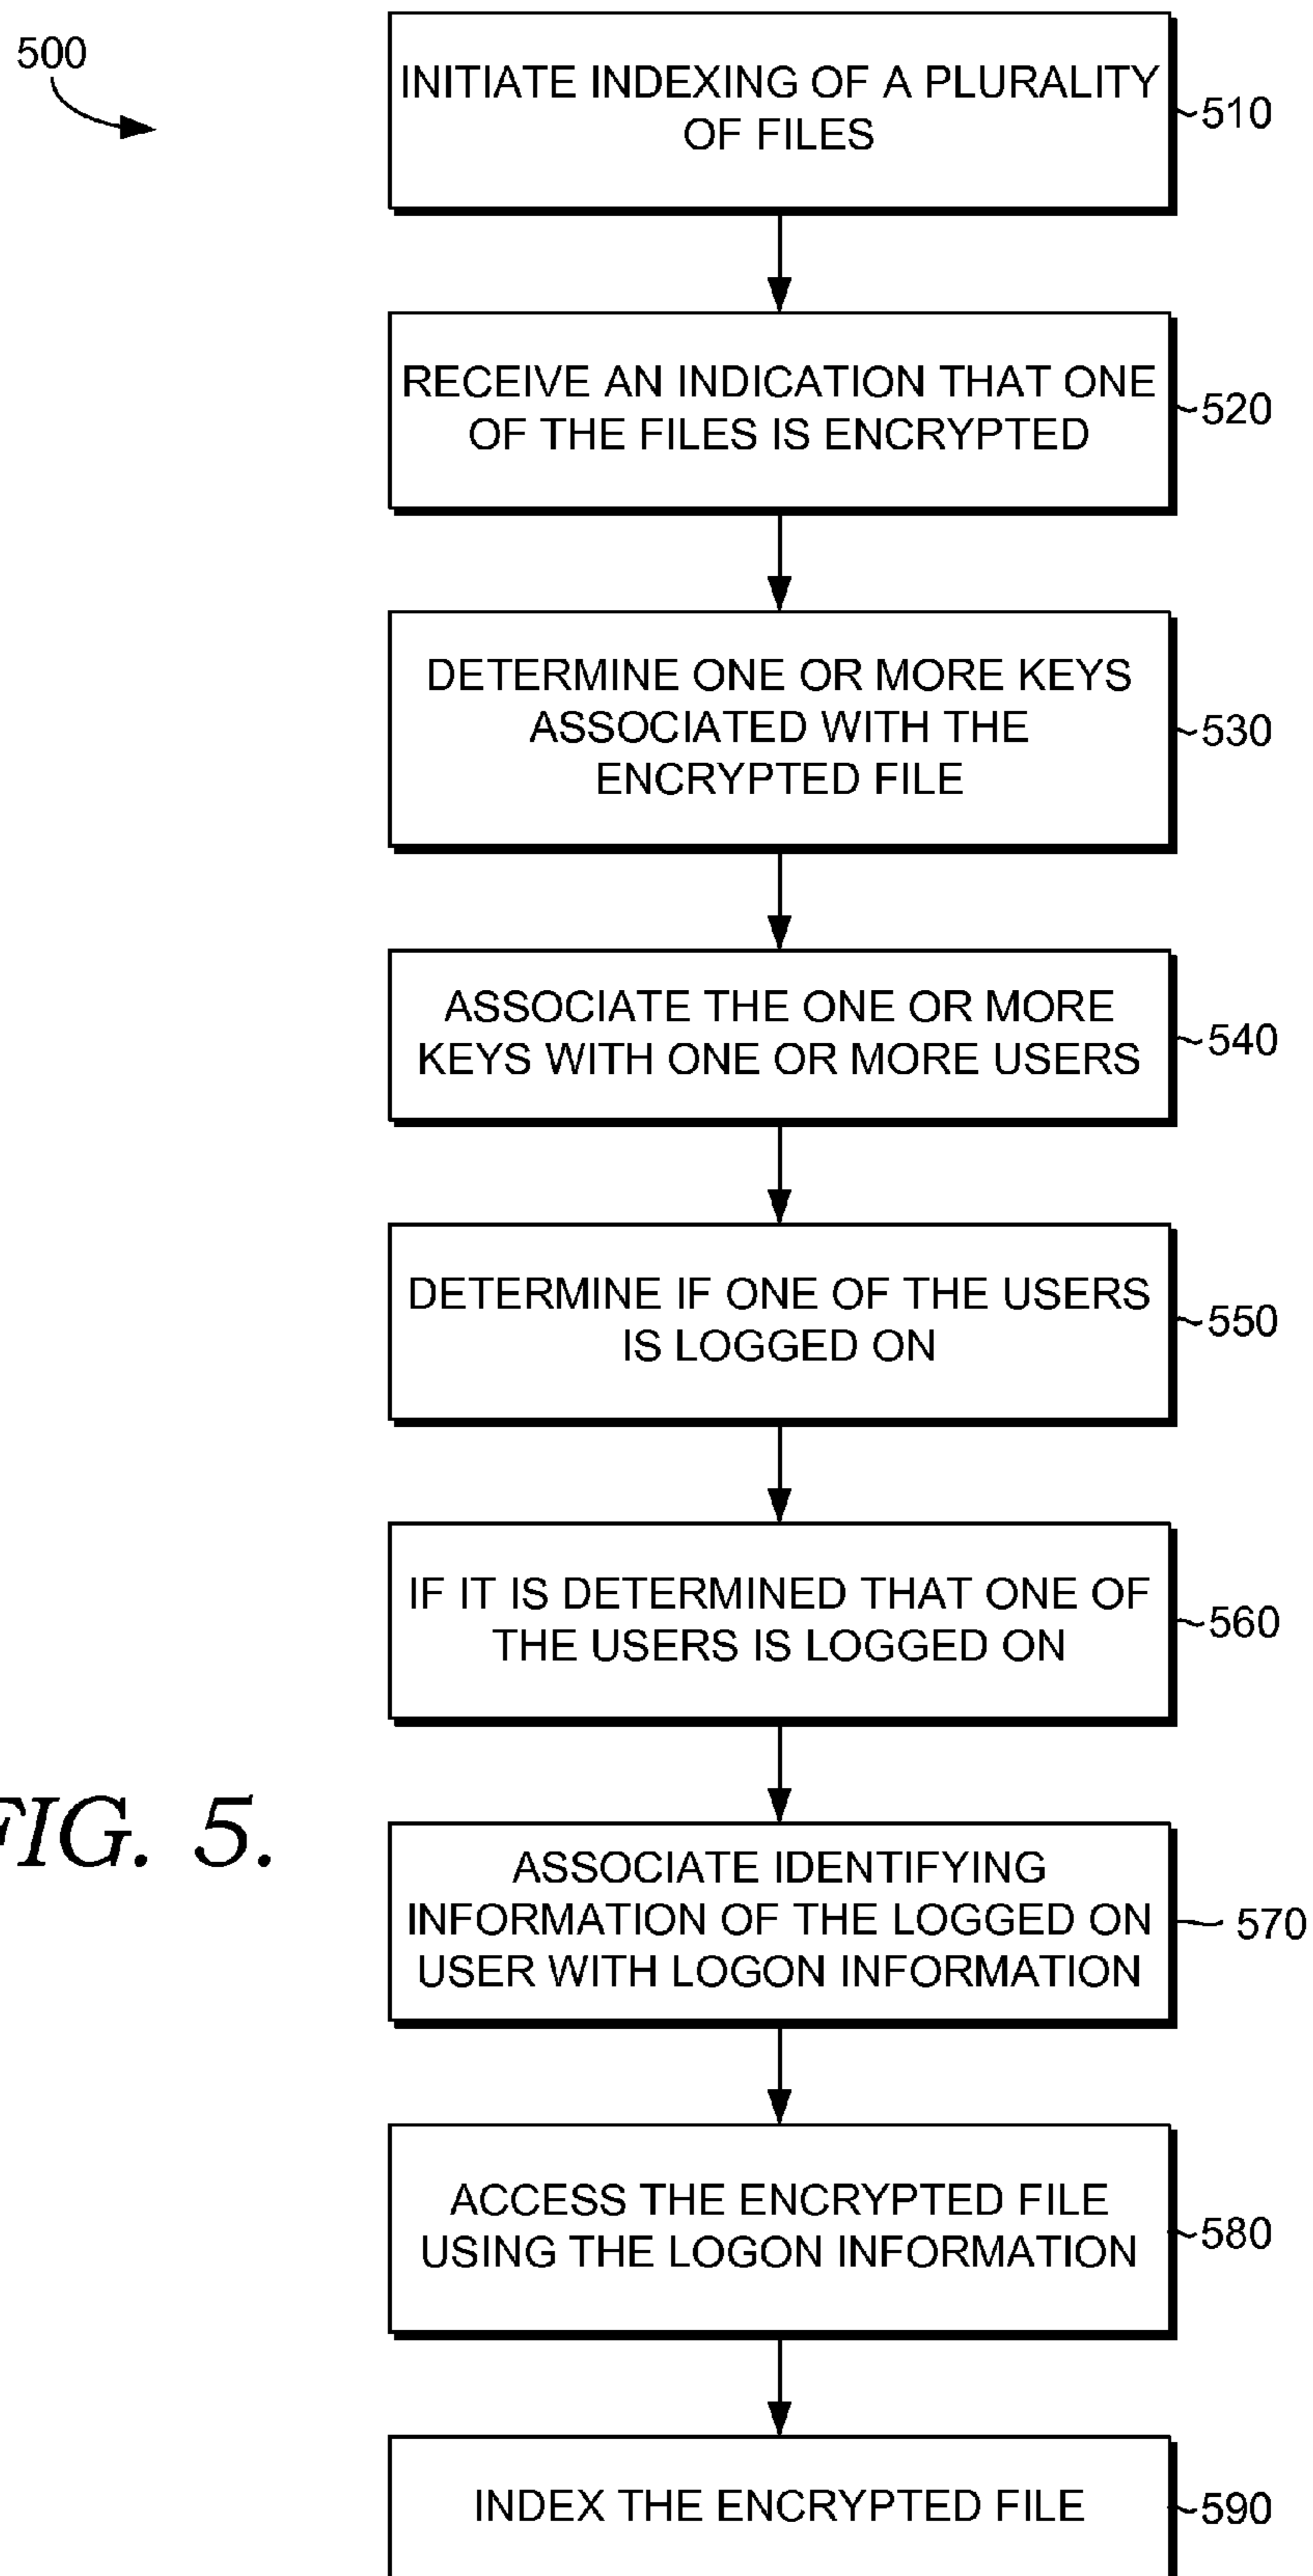 500
INITIATE INDEXING OF A PLURALITY
OF FILES
510
RECEIVE AN INDICATION THAT ONE
OF THE FILES IS ENCRYPTED
520
DETERMINE ONE OR MORE KEYS
ASSOCIATED WITH THE
ENCRYPTED FILE
530
ASSOCIATE THE ONE OR MORE
KEYS WITH ONE OR MORE USERS
540
DETERMINE IF ONE OF THE USERS
IS LOGGED ON
550
IF IT IS DETERMINED THAT ONE OF
THE USERS IS LOGGED ON
560
FIG. 5.
ASSOCIATE IDENTIFYING
INFORMATION OF THE LOGGED ON
USER WITH LOGON INFORMATION
570
ACCESS THE ENCRYPTED FILE
USING THE LOGON INFORMATION
580
INDEX THE ENCRYPTED FILE
590